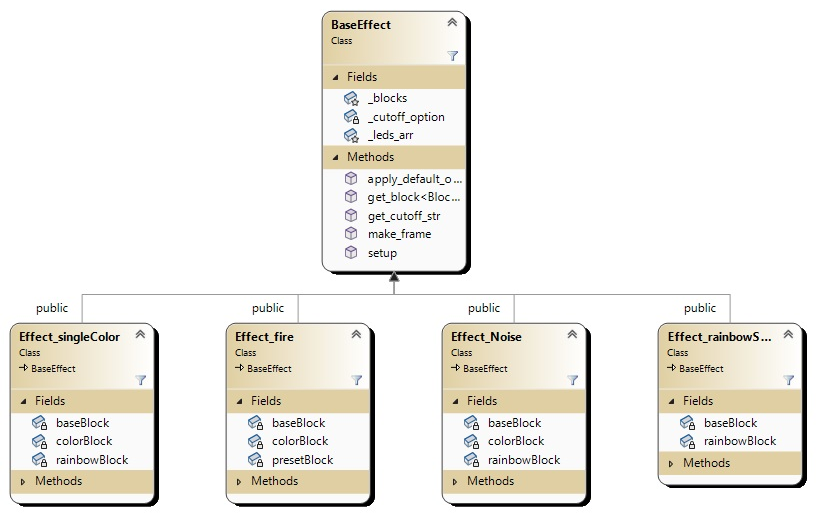 BaseEffect
Class
Fields
_blocks
_cutoff_option
_leds_arr
Methods
apply_default_o...
get_block<Bloc...
get_cutoff_str
make_frame
setup
public
public
public
public
Effect_singleColor
Class
BaseEffect
Fields
baseBlock
colorBlock
rainbowBlock
Methods
Effect_fire
Class
BaseEffect
Fields
baseBlock
colorBlock
presetBlock
Methods
Effect_Noise
Class
BaseEffect
Fields
baseBlock
colorBlock
rainbowBlock
Methods
Effect_rainbowS...
Class
BaseEffect
Fields
baseBlock
rainbowBlock
Methods